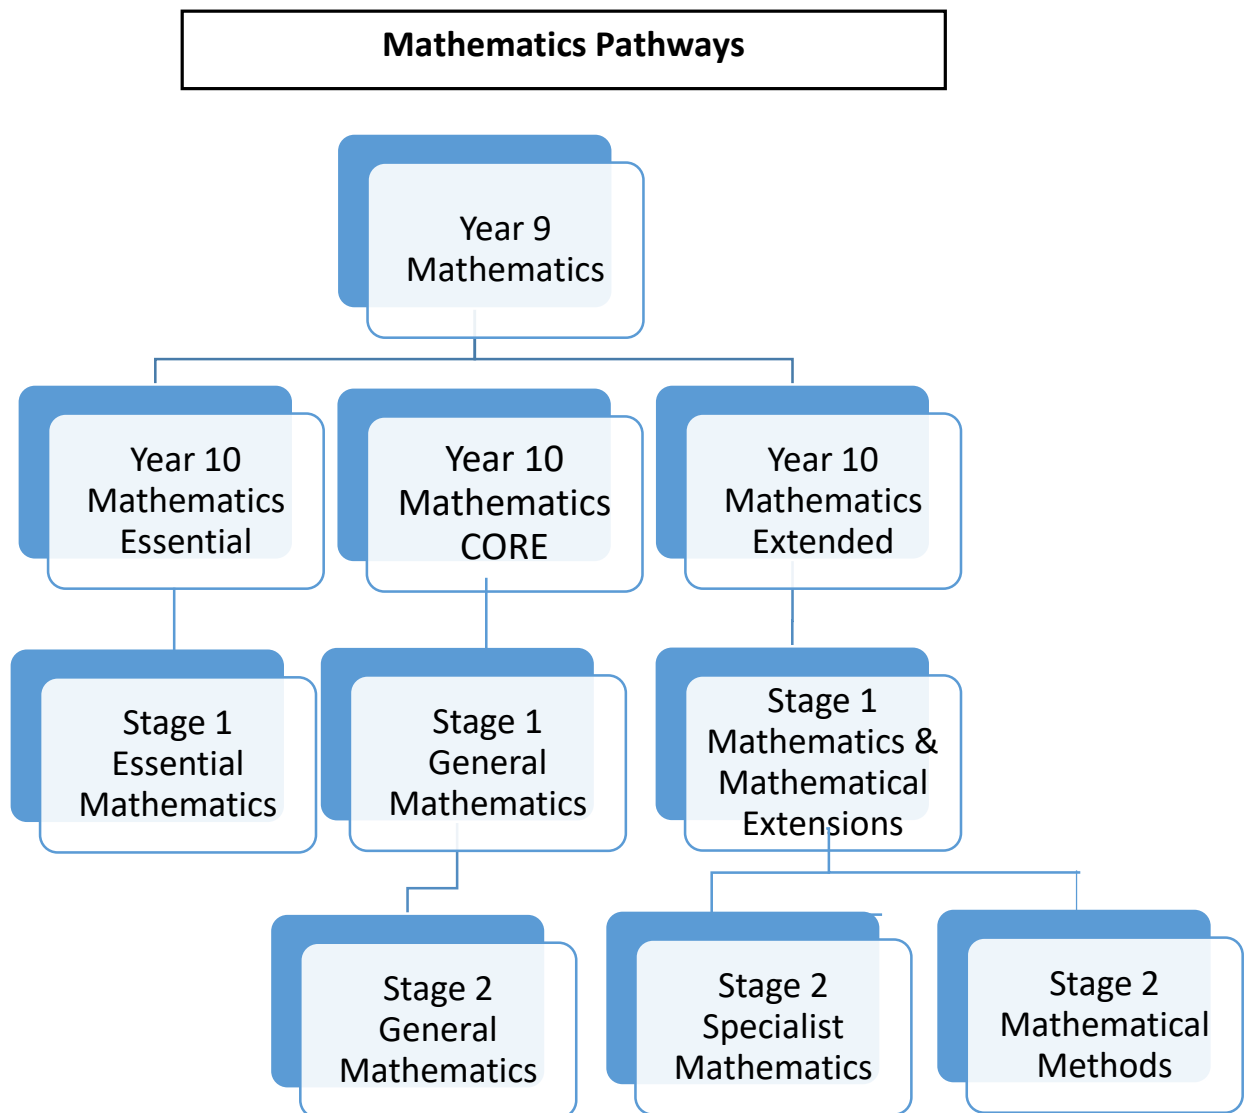 Mathematics Pathways
Year 9
Mathematics
Year 10
Mathematics
Essential
Year 10
Mathematics
CORE
Year 10
Mathematics
Extended
Stage 1
Essential
Mathematics
Stage 1
General
Mathematics
Stage 1
Mathematics &
Mathematical
Extensions
Stage 2
General
Mathematics
Stage 2
Specialist
Mathematics
Stage 2
Mathematical
Methods